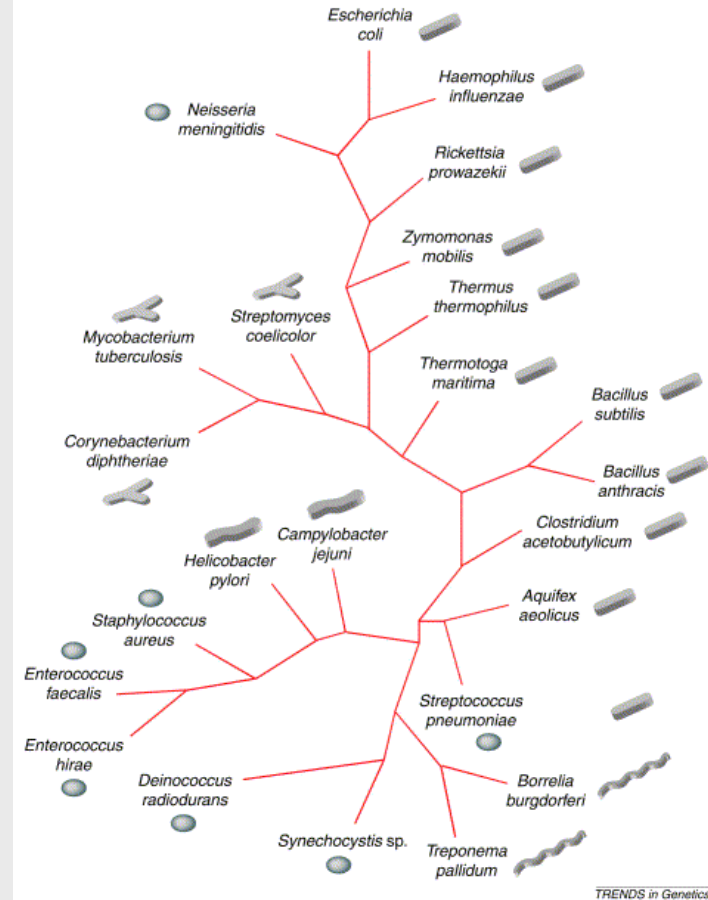 Escherichia
coli
Haemophilus
influenzae
Neisseria
meningitidis
Rickettsia
prowazekii
Zymomonas
mobilis
Thermus
thermophilus
Streptomyces
coelicolor
Mycobacterium
tuberculosis
Thermotoga
maritima
Bacillus
subtilis
Corynebacterium
diphtheriae
Bacillus
anthracis
Clostridium
acetobutylicum
Campylobacter
jejuni
Helicobacter
pylori
Aquifex
aeolicus
Staphylococcus
aureus
Enterococcus
faecalis
Streptococcus
pneumoniae
Enterococcus
hirae
Deinococcus
radiodurans
Borrelia
burgdorferi
Synechocystis sp.
Treponema
pallidum
TRENDS in Genetics